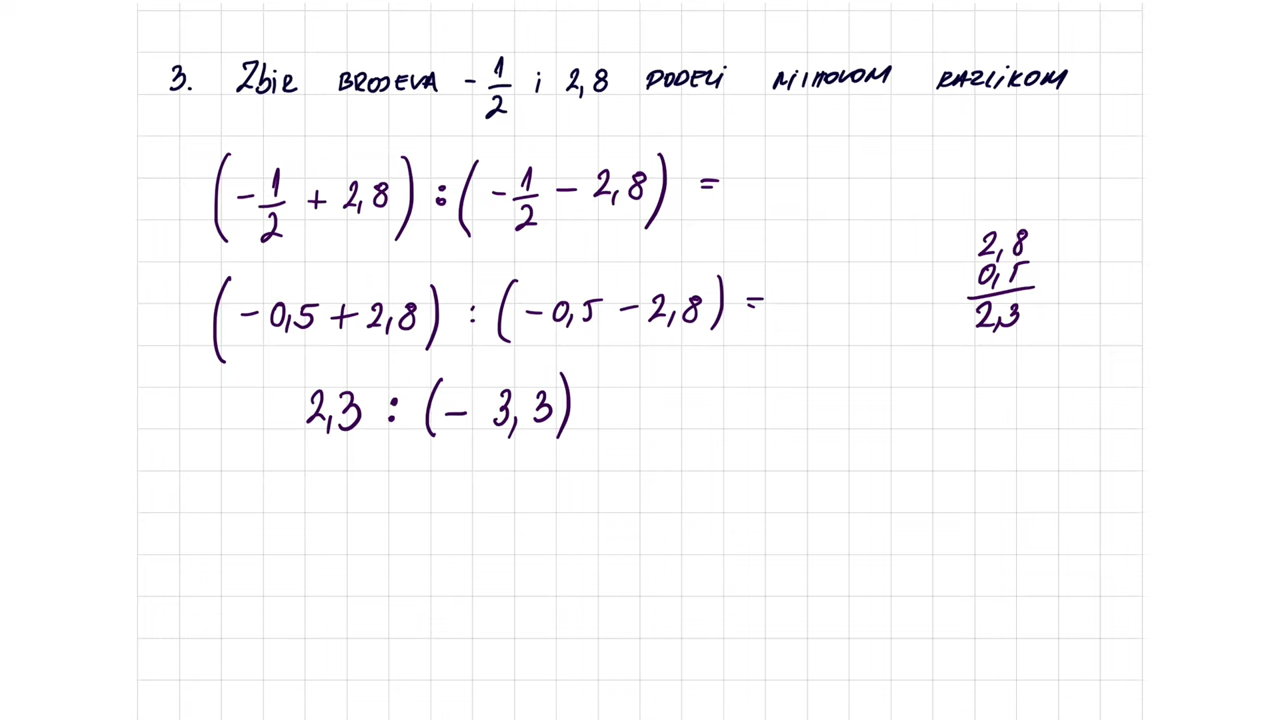 3. Zbir BROJEVA -1/2 i 2,8 PODELI NJIHOVOM RAZLIKOM
(-1/2 + 2,8) : (-1/2 - 2,8) =
2,8
0,5
2,3
(-0,5 + 2,8) : (-0,5 - 2,8) =
2,3 : (- 3,3)